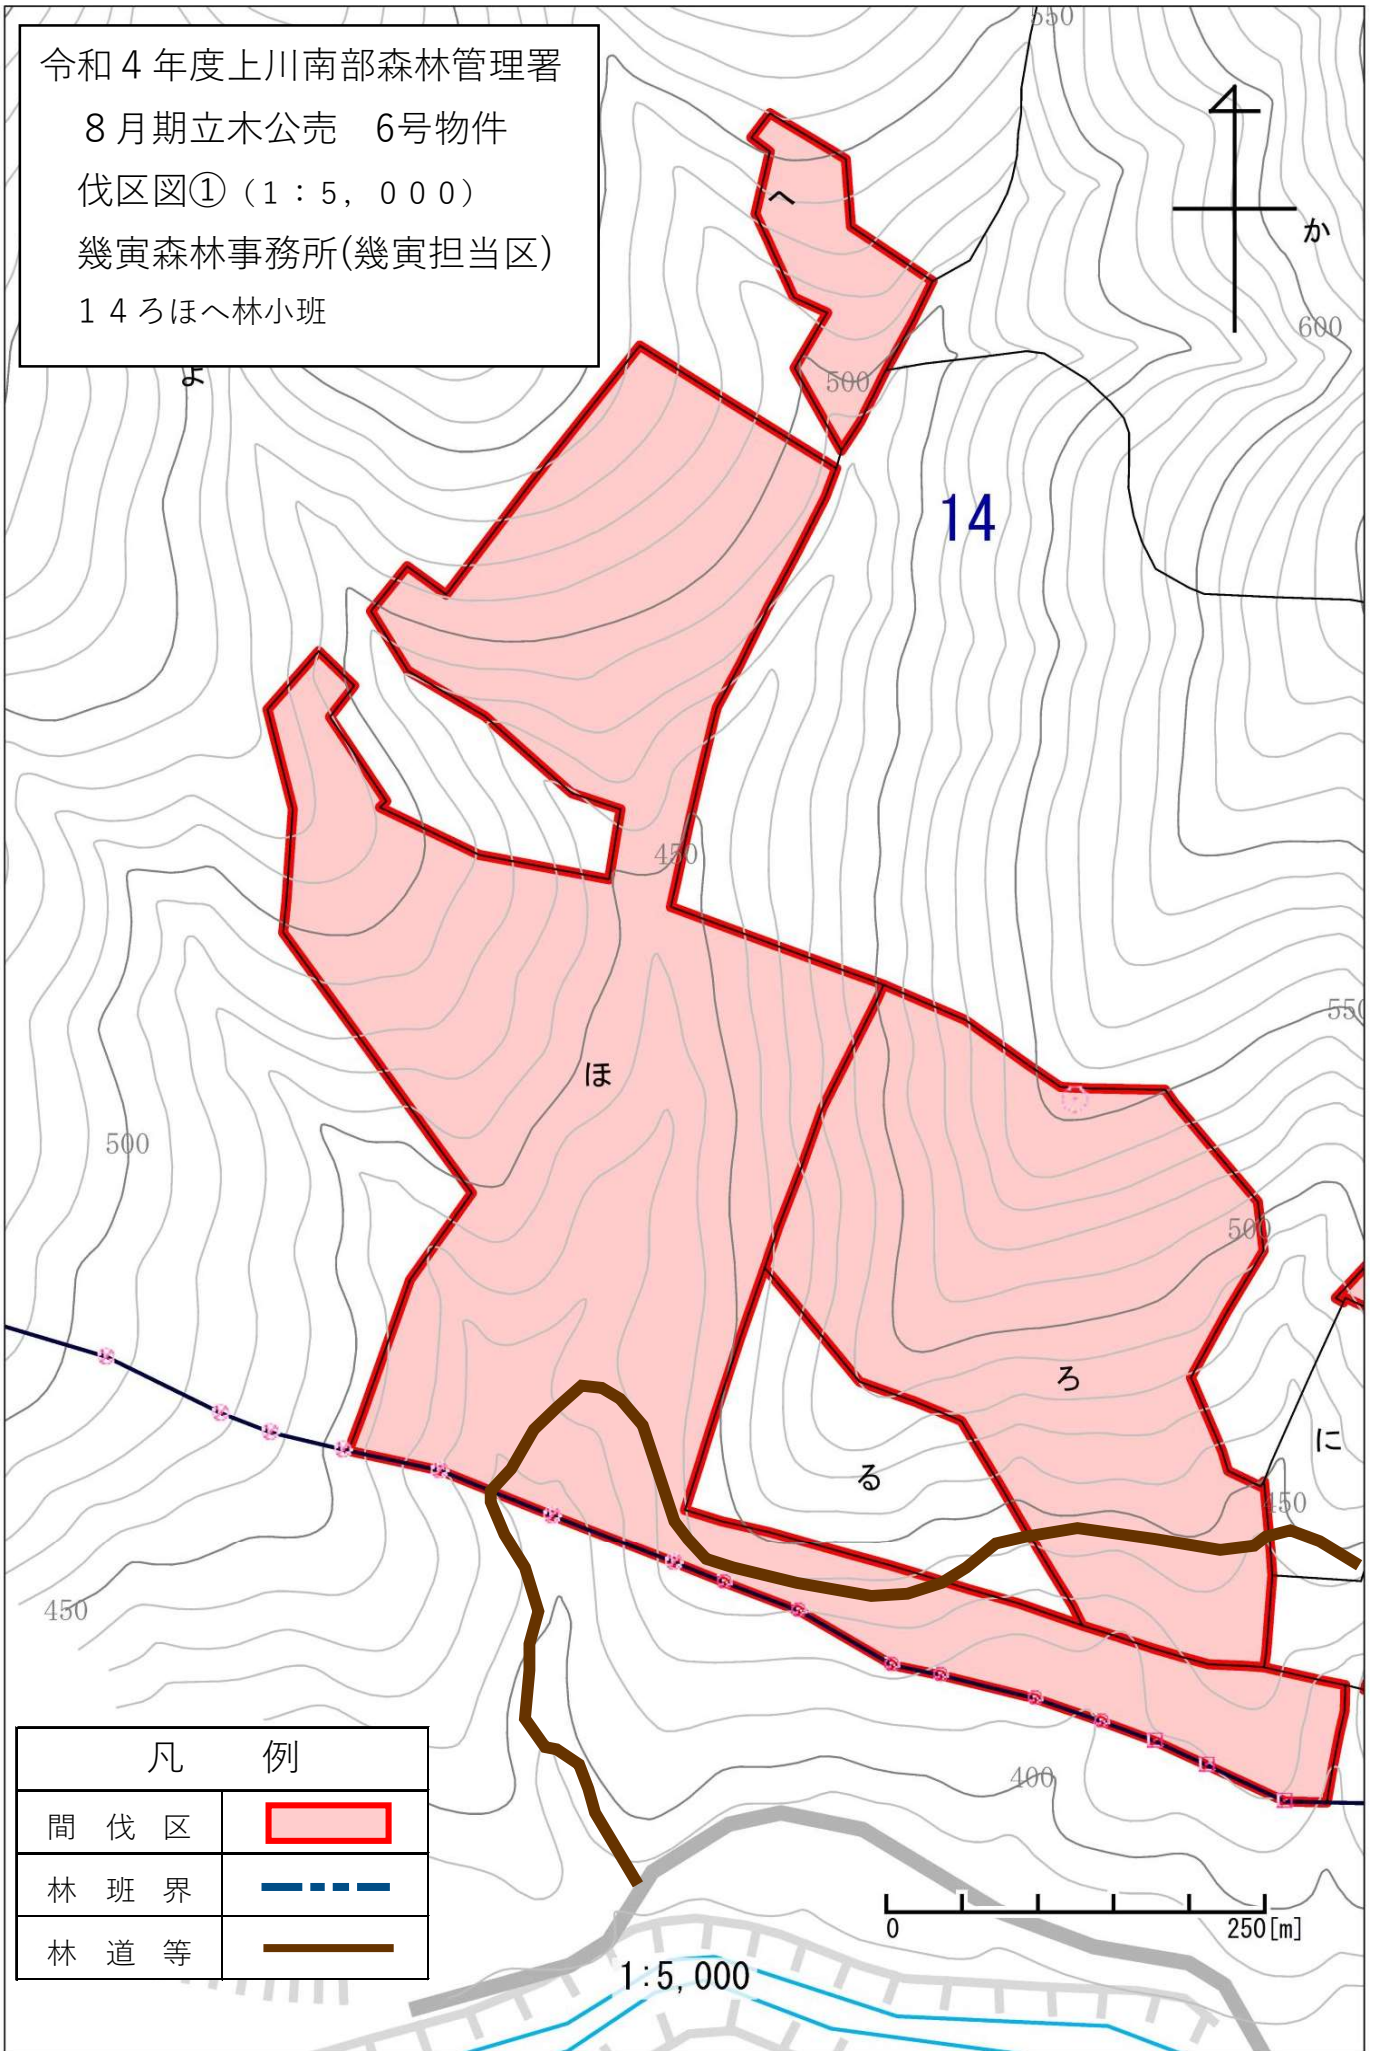 令和４年度上川南部森林管理署
８月期立木公売　6号物件
伐区図①（１：５，０００）
幾寅森林事務所(幾寅担当区)
１４ろほへ林小班
550
へ
か
600
よ
500
14
450
ほ
550
500
500
ろ
に
る
450
450
400
凡　例
間伐区
林班界
林道等
0 250[m]
1:5,000